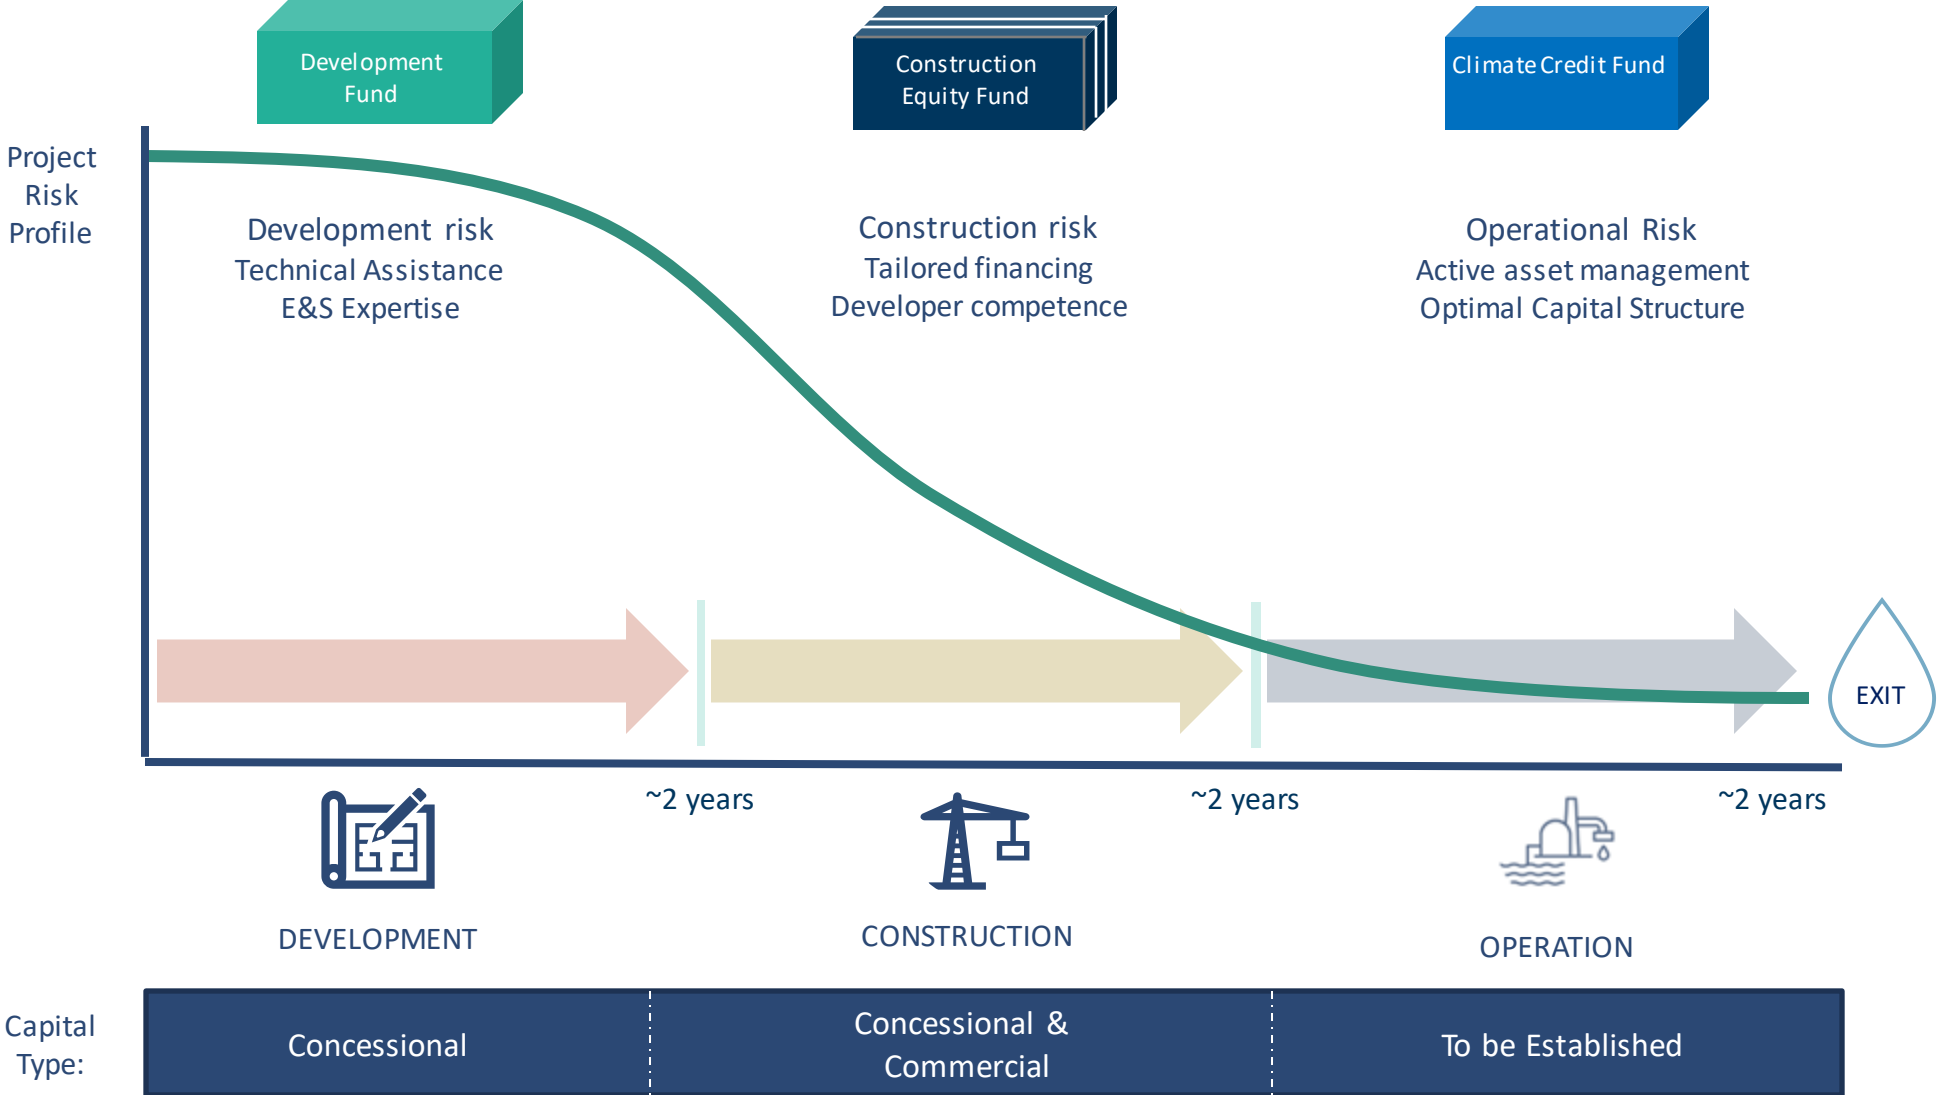 Development
Fund
Construction
Equity Fund
Climate Credit Fund
Project
Risk
Profile
Development risk
Technical Assistance
E&S Expertise
Construction risk
Tailored financing
Developer competence
Operational Risk
Active asset management
Optimal Capital Structure
EXIT
~2 years
~2 years
~2 years
DEVELOPMENT
CONSTRUCTION
OPERATION
Capital
Type:
Concessional
Concessional &
Commercial
To be Established